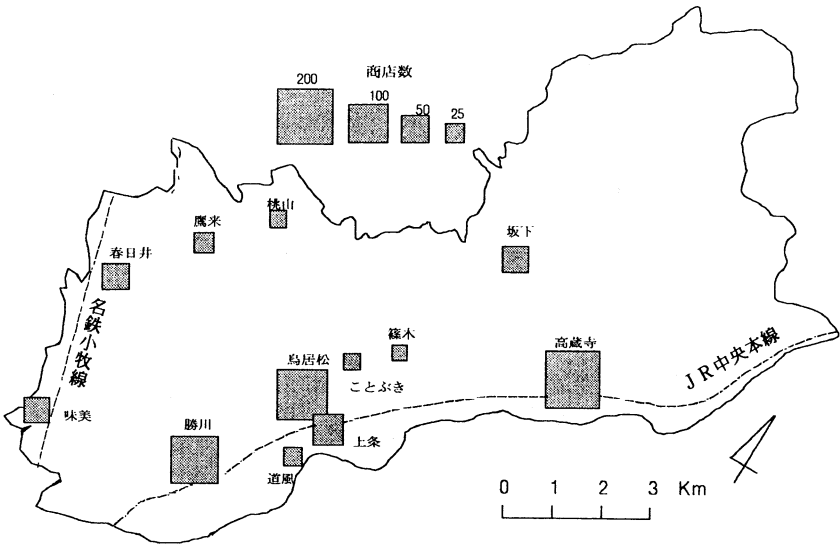 商店数
200
100
50
25
桃山
鷹来
坂下
春日井
名鉄小牧線
篠木
鳥居松
高蔵寺
ことぶき
JR中央本線
味美
勝川
上条
道風
0 1 2 3 Km